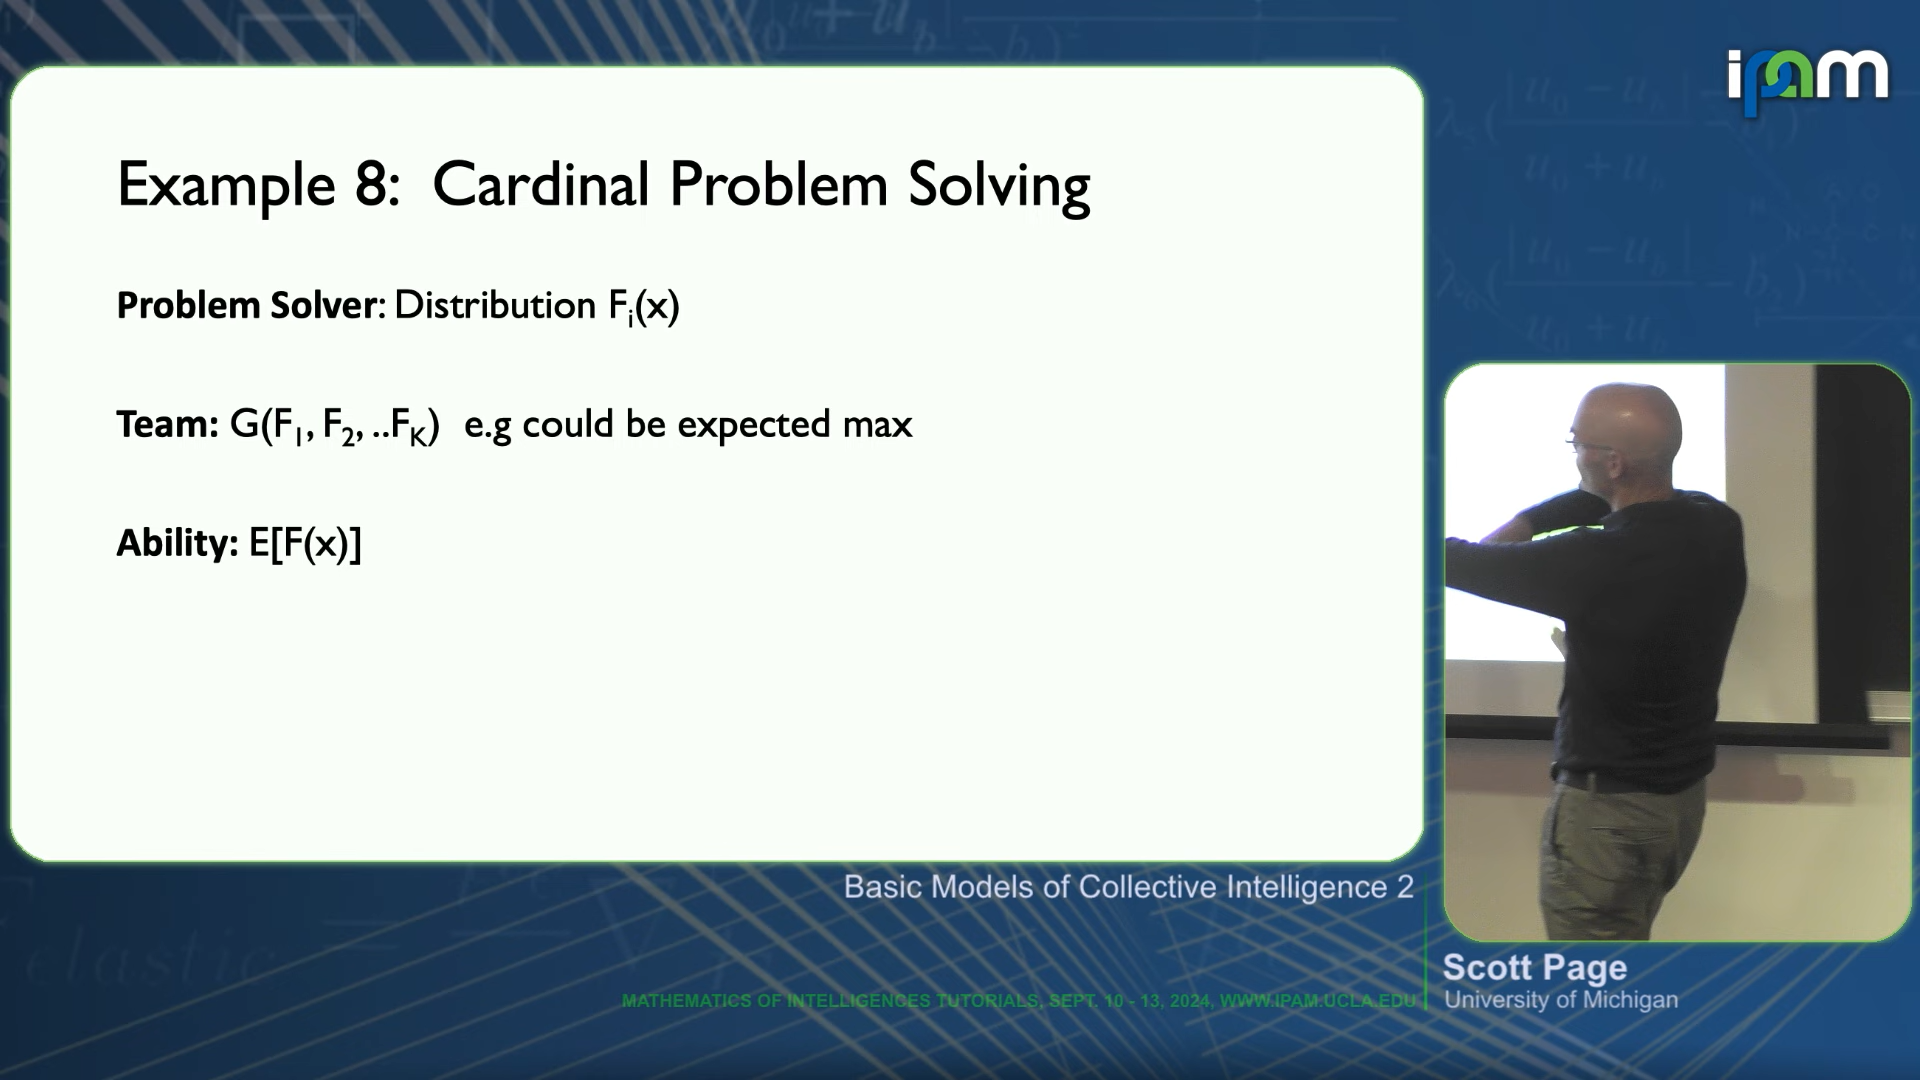 ipam
Example 8:  Cardinal Problem Solving
Problem Solver: Distribution Fi(x)
Team: G(F1, F2, ..FK)  e.g could be expected max
Ability: E[F(x)]
Basic Models of Collective Intelligence 2
Scott Page
MATHEMATICS OF INTELLIGENCES TUTORIALS, SEPT. 10 - 13, 2024, WWW.IPAM.UCLA.EDU
University of Michigan
elastic